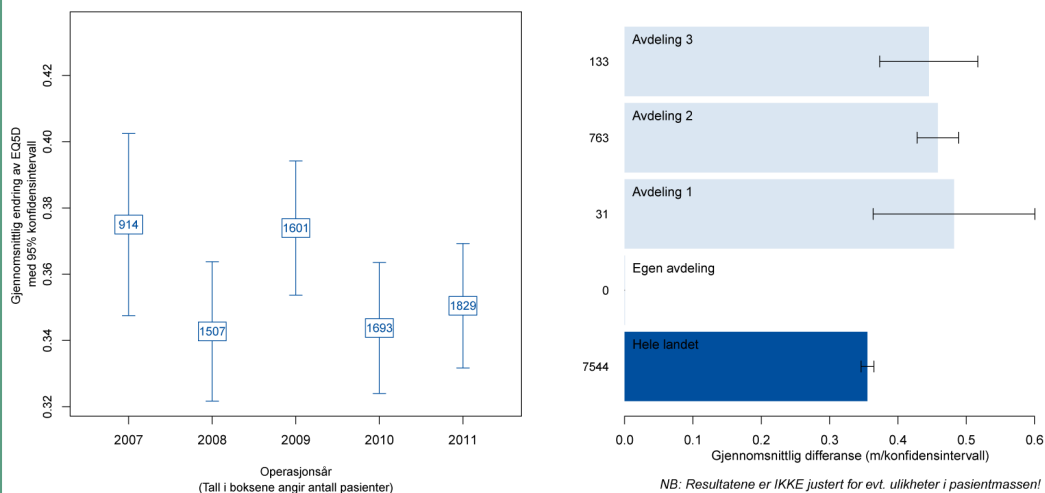 Gjennomsnittlig endring av EQ5D
med 95% konfidensintervall
0.42
0.40
0.38
0.36
0.34
0.32
914
1507
1601
1693
1829
2007 2008 2009 2010 2011
Operasjonsår
(Tall i boksene angir antall pasienter)
Avdeling 3
133
Avdeling 2
763
Avdeling 1
31
Egen avdeling
0
Hele landet
7544
0.0 0.1 0.2 0.3 0.4 0.5 0.6
Gjennomsnittlig differanse (m/konfidensintervall)
NB: Resultatene er IKKE justert for evt. ulikheter i pasientmassen!